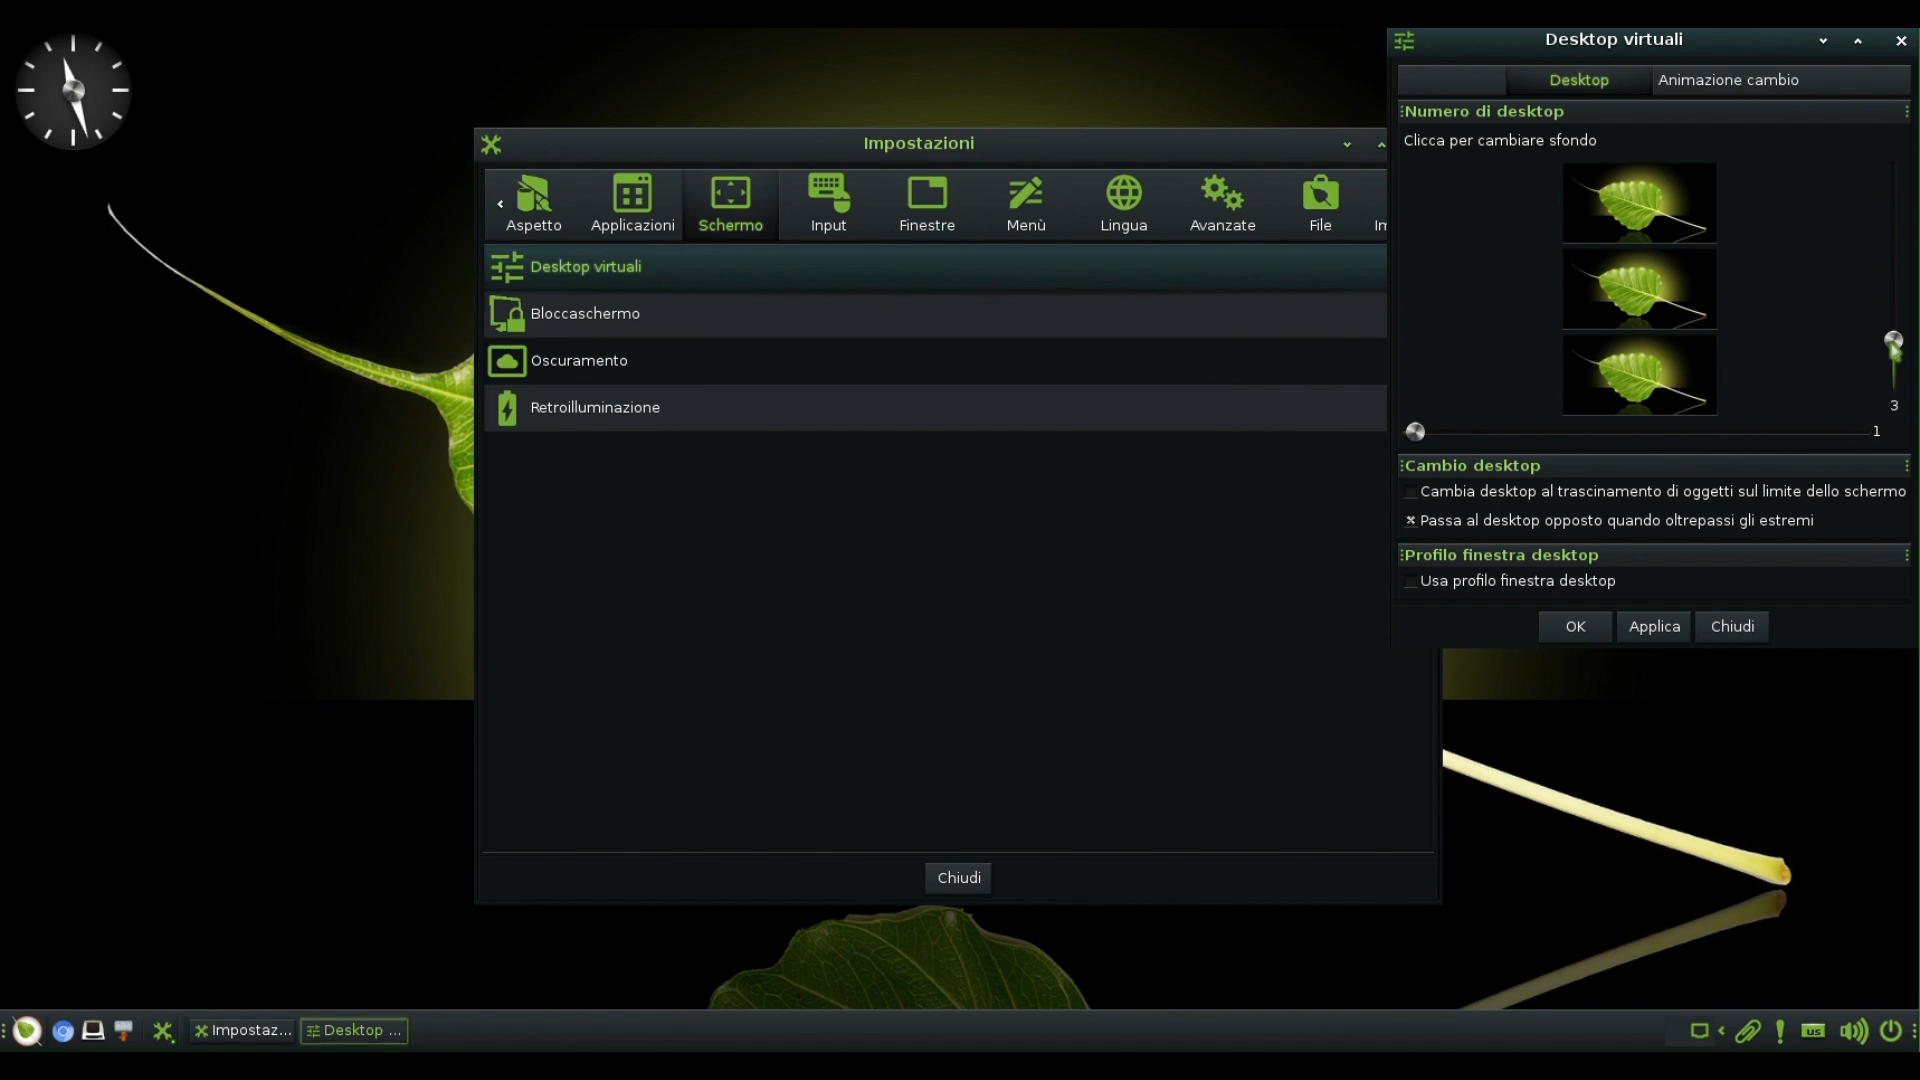 Desktop virtuali
Desktop
Animazione cambio
Numero di desktop
Clicca per cambiare sfondo
3
1
Cambio desktop
Cambia desktop al trascinamento di oggetti sul limite dello schermo
Passa al desktop opposto quando oltrepassi gli estremi
Profilo finestra desktop
Usa profilo finestra desktop
OK
Applica
Chiudi
Impostazioni
Aspetto
Applicazioni
Schermo
Input
Finestre
Menù
Lingua
Avanzate
File
Desktop virtuali
Bloccaschermo
Oscuramento
Retroilluminazione
Chiudi
Impostaz...
Desktop ...
us